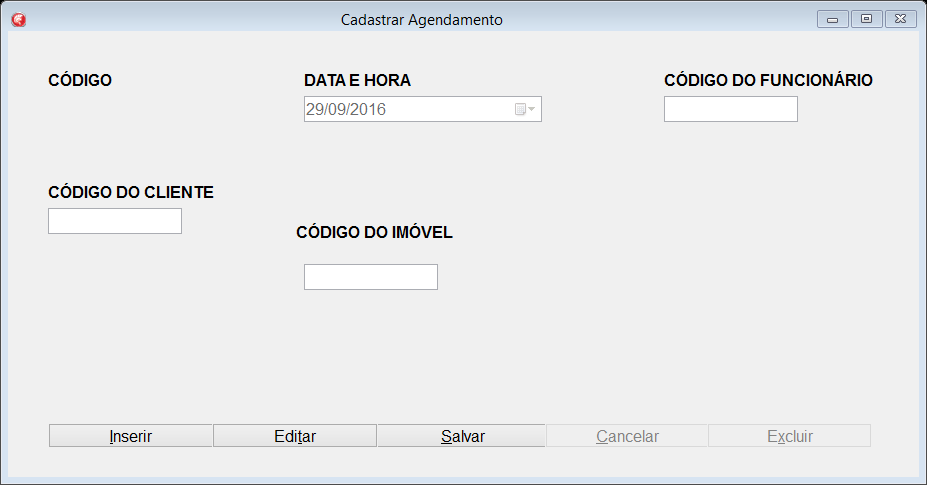 Cadastrar Agendamento
CÓDIGO
DATA E HORA
CÓDIGO DO FUNCIONÁRIO
29/09/2016
CÓDIGO DO CLIENTE
CÓDIGO DO IMÓVEL
Inserir
Editar
Salvar
Cancelar
Excluir